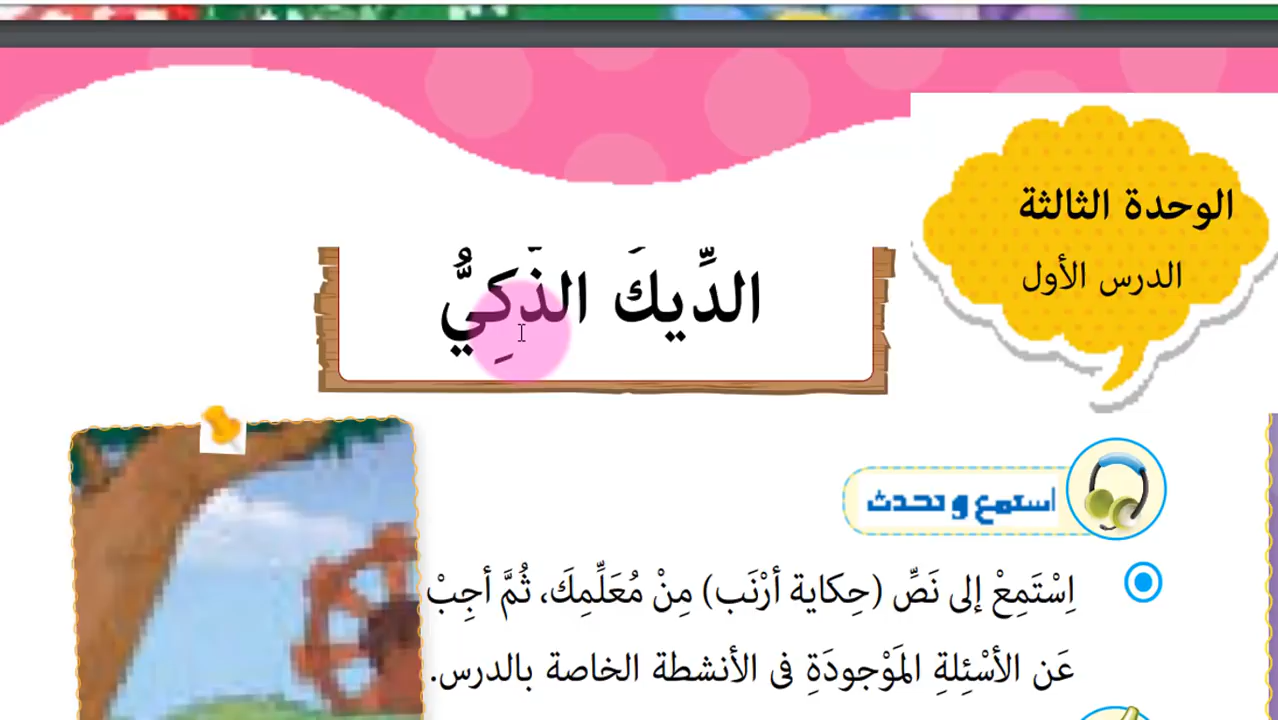 الوحدة الثالثة
الدرس الأول
الدِّيكَ الذَّكِيُّ
استمع و تحدث
اِسْتَمِعْ إلى نَصِّ (حِكاية أرْنَب) مِنْ مُعَلِّمِكَ، ثُمَّ أجِبْ
عَن الأسْئِلةِ المَوْجودَةِ فى الأنشطة الخاصة بالدرس.